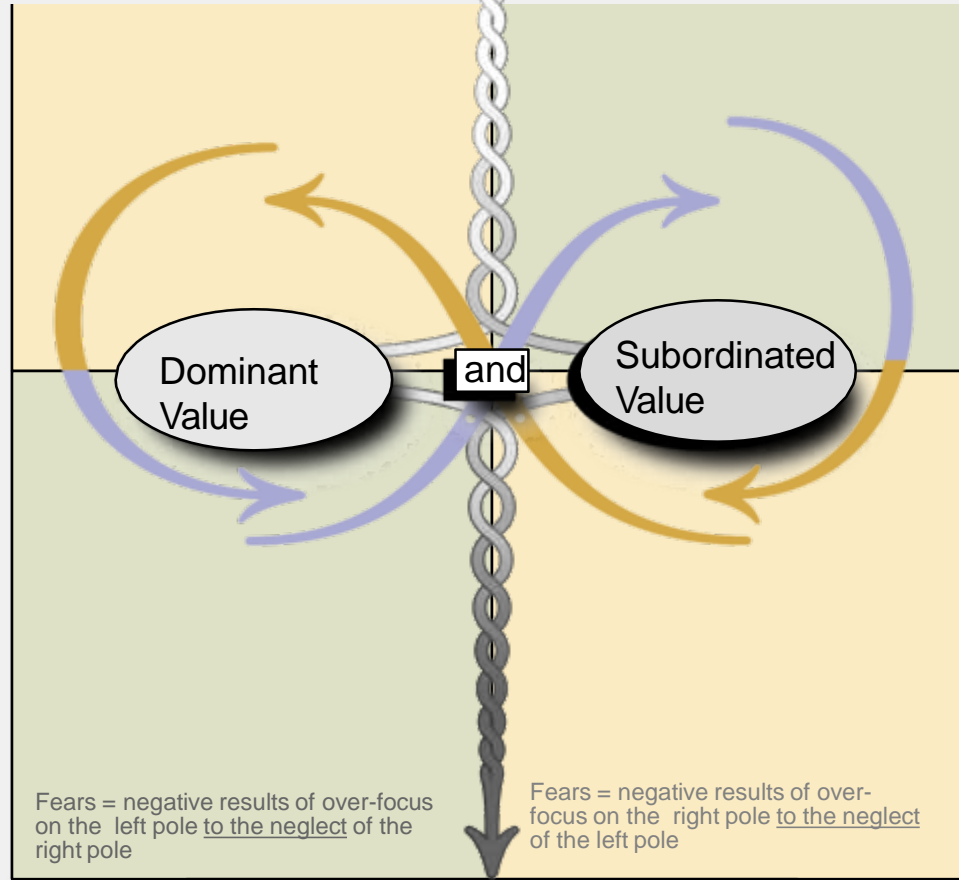 Dominant
Value
and
Subordinated
Value
Fears = negative results of over-focus
on the left pole to the neglect of the
right pole
Fears = negative results of over-
focus on the right pole to the neglect
of the left pole